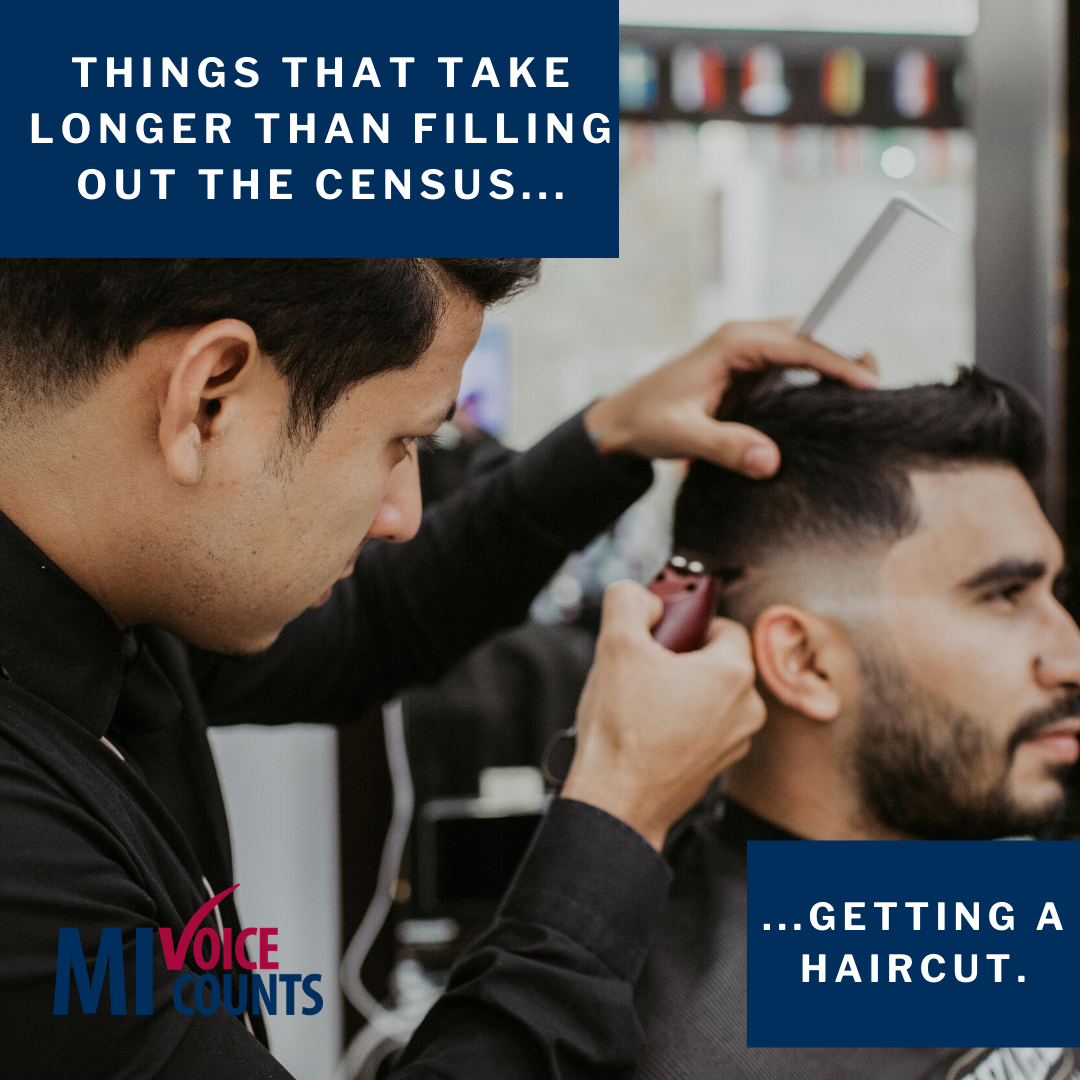 THINGS THAT TAKE
LONGER THAN FILLING
OUT THE CENSUS...
...GETTING A
HAIRCUT.
MI VOICE
COUNTS